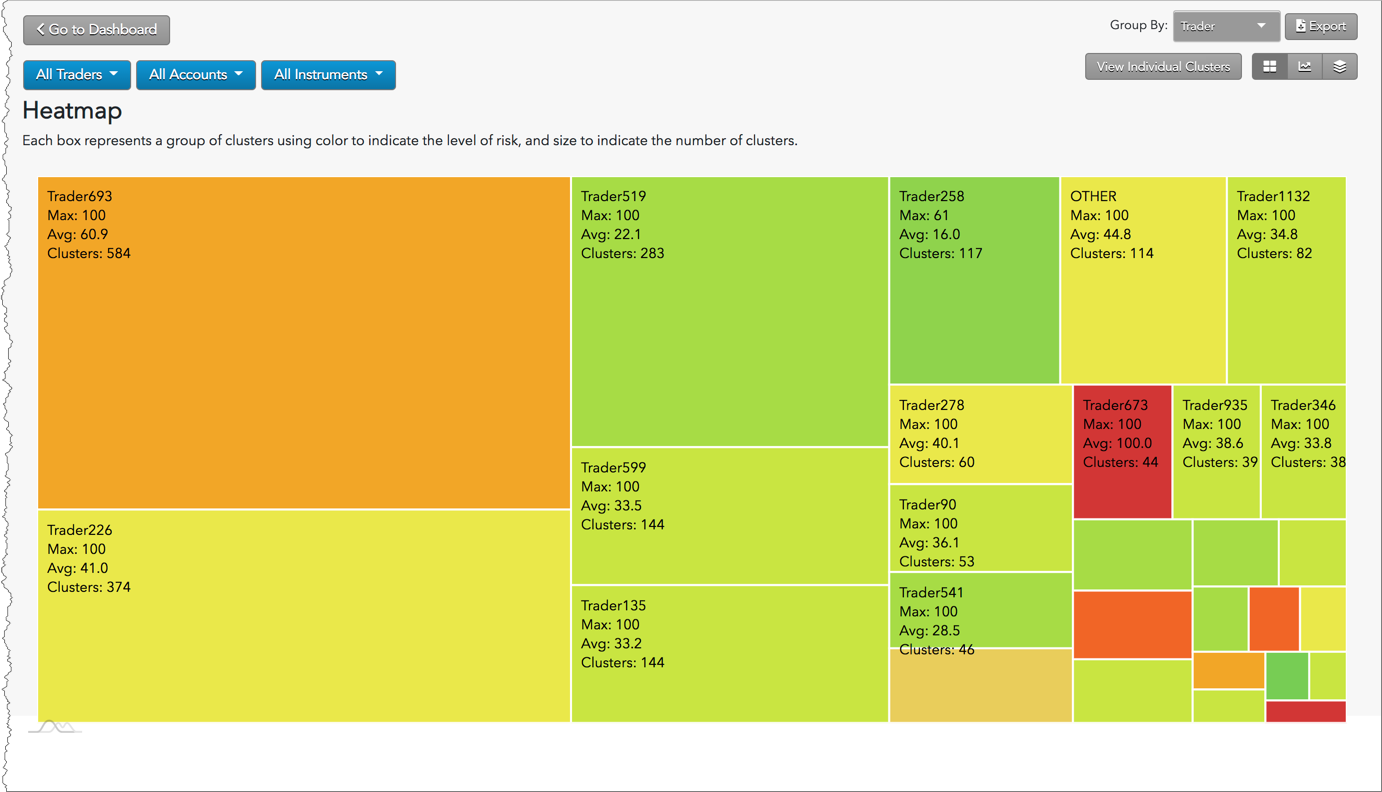 Go to Dashboard
Group By:
Trader
Export
All Traders
All Accounts
All Instruments
View Individual Clusters
Heatmap
Each box represents a group of clusters using color to indicate the level of risk, and size to indicate the number of clusters.
Trader693
Max: 100
Avg: 60.9
Clusters: 584
Trader226
Max: 100
Avg: 41.0
Clusters: 374
Trader519
Max: 100
Avg: 22.1
Clusters: 283
Trader599
Max: 100
Avg: 33.5
Clusters: 144
Trader135
Max: 100
Avg: 33.2
Clusters: 144
Trader258
Max: 61
Avg: 16.0
Clusters: 117
OTHER
Max: 100
Avg: 44.8
Clusters: 114
Trader1132
Max: 100
Avg: 34.8
Clusters: 82
Trader278
Max: 100
Avg: 40.1
Clusters: 60
Trader90
Max: 100
Avg: 36.1
Clusters: 53
Trader541
Max: 100
Avg: 28.5
Clusters: 46
Trader673
Max: 100
Avg: 100.0
Clusters: 44
Trader935
Max: 100
Avg: 38.6
Clusters: 39
Trader346
Max: 100
Avg: 33.8
Clusters: 38